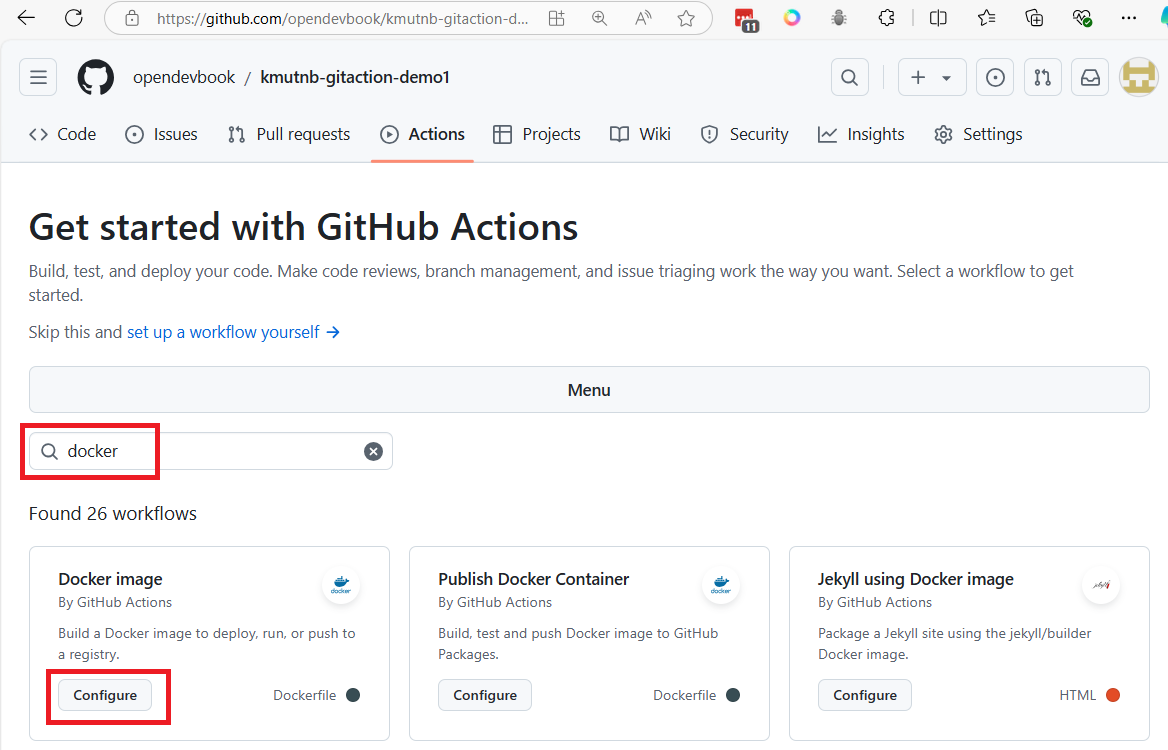 https://github.com/opendevbook/kmutnb-gitaction-d...
11
opendevbook / kmutnb-gitaction-demo1
Code Issues Pull requests Actions Projects Wiki Security Insights Settings
Get started with GitHub Actions
Build, test, and deploy your code. Make code reviews, branch management, and issue triaging work the way you want. Select a workflow to get
started.
Skip this and set up a workflow yourself →
Menu
docker
Found 26 workflows
Docker image
By GitHub Actions
Build a Docker image to deploy, run, or push to
a registry.
Configure Dockerfile
docker
Publish Docker Container
By GitHub Actions
Build, test and push Docker image to GitHub
Packages.
Configure Dockerfile
docker
Jekyll using Docker image
By GitHub Actions
Package a Jekyll site using the jekyll/builder
Docker image.
Configure HTML
jekyll